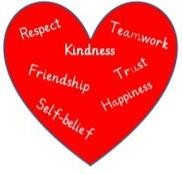 Respect
Teamwork
Kindness
Friendship
Trust
Happiness
Self-belief